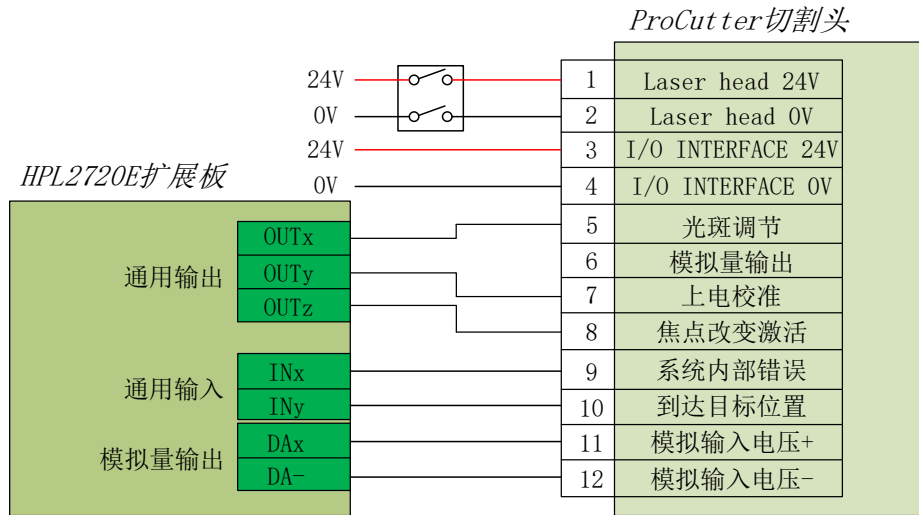 ProCutter切割头
24V
1
Laser head 24V
0V
2
Laser head 0V
24V
3
I/O INTERFACE 24V
HPL2720E扩展板
0V
4
I/O INTERFACE 0V
通用输出
OUTx
OUTy
OUTz
5
光斑调节
6
模拟量输出
7
上电校准
8
焦点改变激活
通用输入
INx
INy
9
系统内部错误
10
到达目标位置
模拟量输出
DAx
DA-
11
模拟输入电压+
12
模拟输入电压-